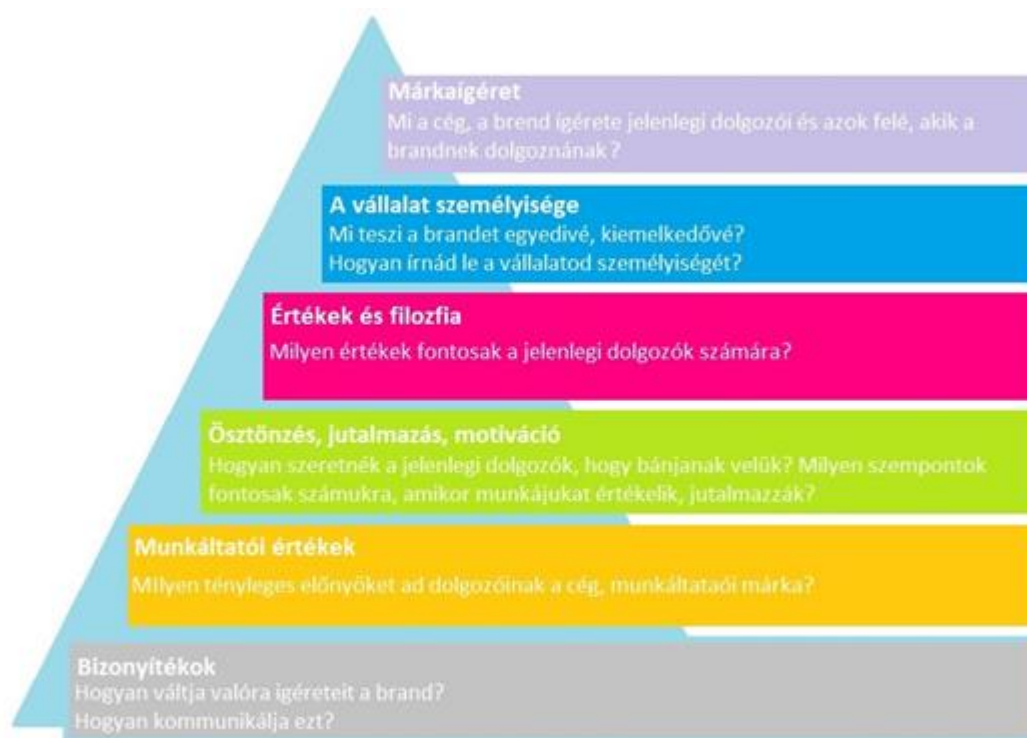 Márkaígéret
Mi a cég, a brend ígérete jelenlegi dolgozói és azok felé, akik a
brandnek dolgoznának?
A vállalat személyisége
Mi teszi a brandet egyedivé, kiemelkedővé?
Hogyan írnád le a vállalatod személyiségét?
Értékek és filozfia
Milyen értékek fontosak a jelenlegi dolgozók számára?
Ösztönzés, jutalmazás, motiváció
Hogyan szeretnék a jelenlegi dolgozók, hogy bánjanak velük? Milyen szempontok
fontosak számukra, amikor munkájukat értékelik, jutalmazzák?
Munkáltatói értékek
Milyen tényleges előnyöket ad dolgozóinak a cég, munkáltataói márka?
Bizonyítékok
Hogyan váltja valóra igéreteit a brand?
Hogyan kommunikálja ezt?